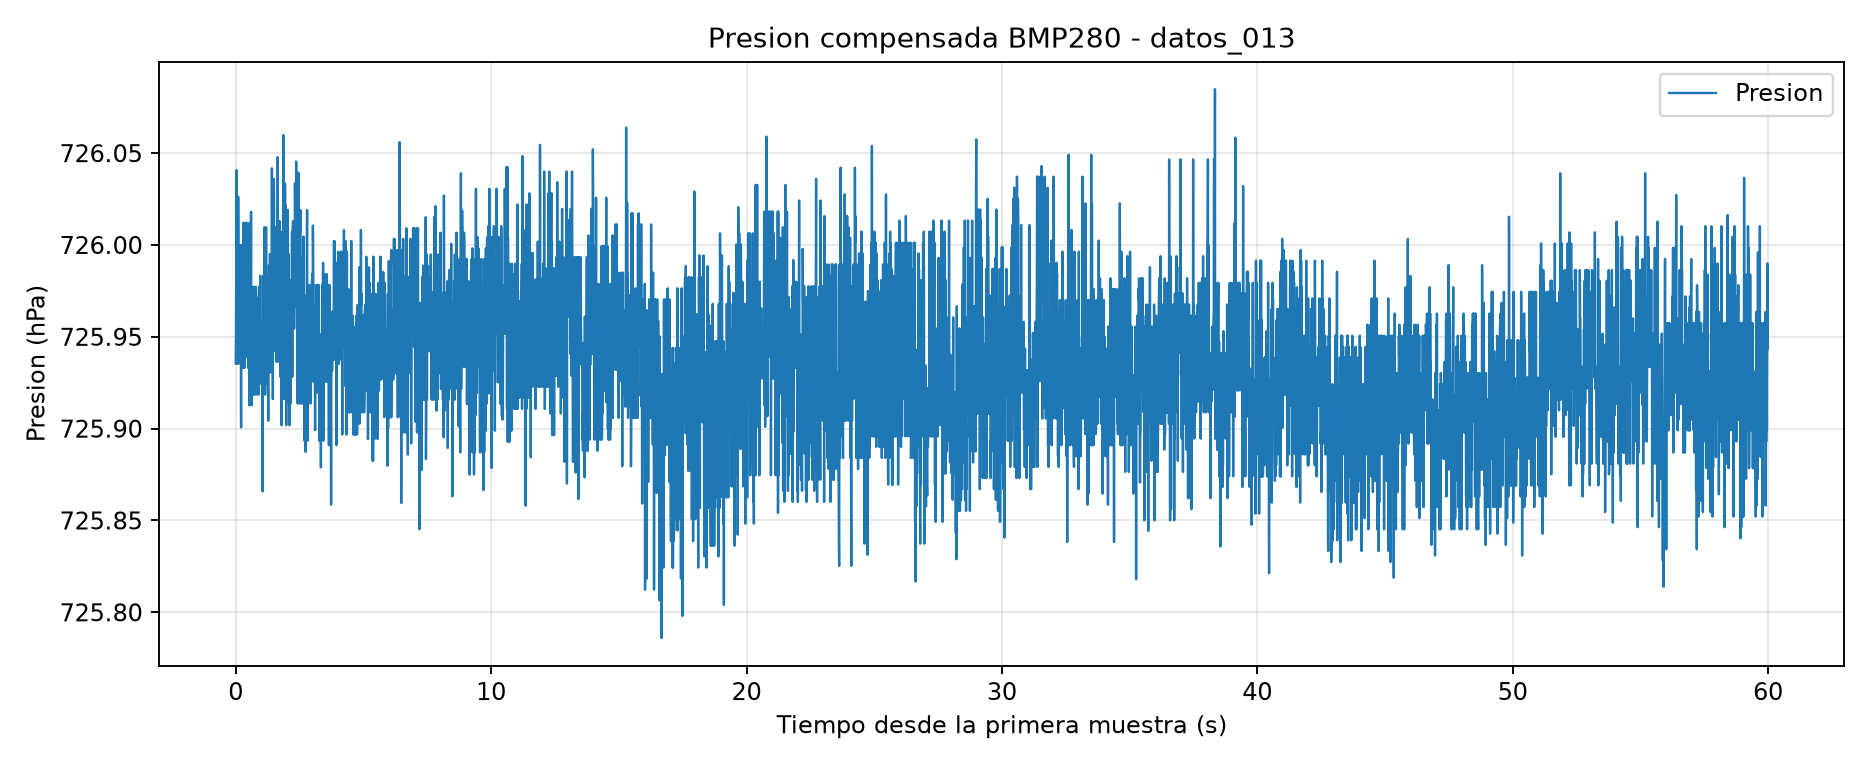 Presion compensada BMP280 - datos_013
Presion
Presion (hPa)
726.05
726.00
725.95
725.90
725.85
725.80
0 10 20 30 40 50 60
Tiempo desde la primera muestra (s)